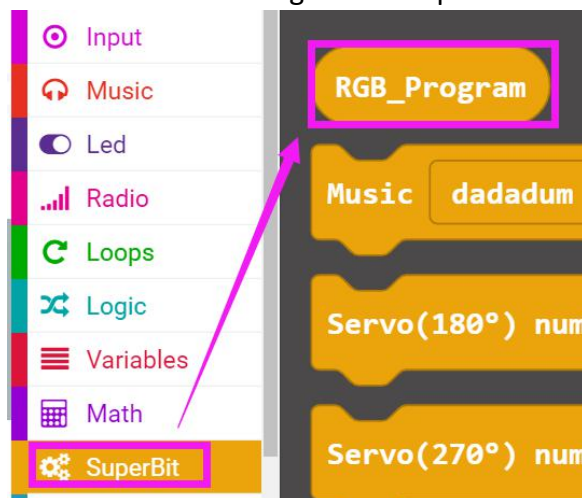 Input
Music
Led
Radio
Loops
Logic
Variables
Math
SuperBit
RGB_Program
Music dadadum
Servo(180°) num
Servo(270°) num